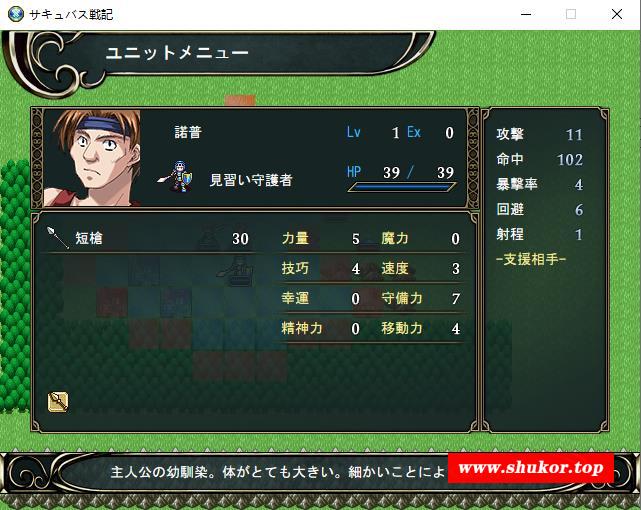 サキュバス戦記
ユニットメニュー
諾普
Lv 1 Ex 0
見習い守護者
HP 39 / 39
短槍 30
力量 5 魔力 0
技巧 4 速度 3
幸運 0 守備力 7
精神力 0 移動力 4
攻撃 11
命中 102
暴撃率 4
回避 6
射程 1
-支援相手-
主人公の幼馴染。体がとても大きい。細かいことによ
www.shukor.top